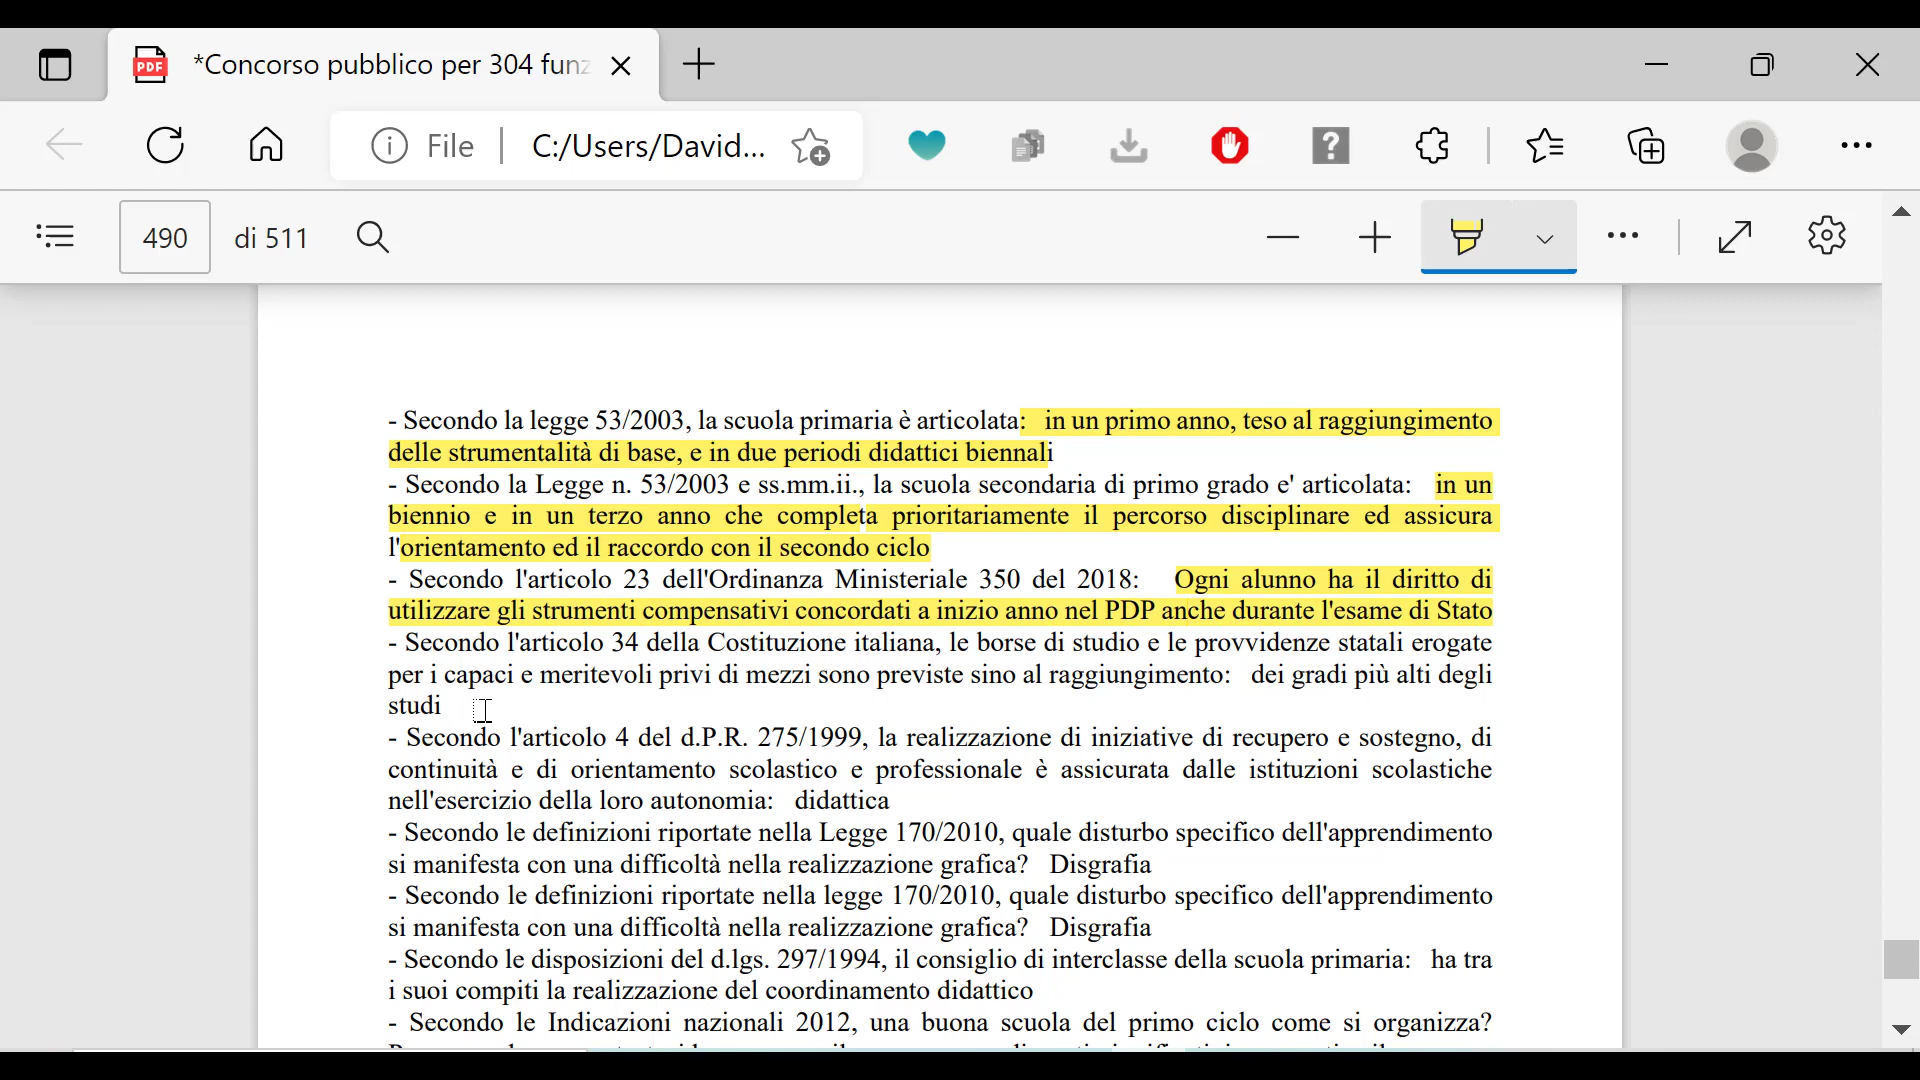 *Concorso pubblico per 304 funz
File
C:/Users/David...
490
di 511
- Secondo la legge 53/2003, la scuola primaria è articolata: in un primo anno, teso al raggiungimento
delle strumentalità di base, e in due periodi didattici biennali
- Secondo la Legge n. 53/2003 e ss.mm.ii., la scuola secondaria di primo grado e' articolata: in un
biennio e in un terzo anno che completa prioritariamente il percorso disciplinare ed assicura
l'orientamento ed il raccordo con il secondo ciclo
- Secondo l'articolo 23 dell'Ordinanza Ministeriale 350 del 2018: Ogni alunno ha il diritto di
utilizzare gli strumenti compensativi concordati a inizio anno nel PDP anche durante l'esame di Stato
- Secondo l'articolo 34 della Costituzione italiana, le borse di studio e le provvidenze statali erogate
per i capaci e meritevoli privi di mezzi sono previste sino al raggiungimento: dei gradi più alti degli
studi
- Secondo l'articolo 4 del d.P.R. 275/1999, la realizzazione di iniziative di recupero e sostegno, di
continuità e di orientamento scolastico e professionale è assicurata dalle istituzioni scolastiche
nell'esercizio della loro autonomia: didattica
- Secondo le definizioni riportate nella Legge 170/2010, quale disturbo specifico dell'apprendimento
si manifesta con una difficoltà nella realizzazione grafica? Disgrafia
- Secondo le definizioni riportate nella legge 170/2010, quale disturbo specifico dell'apprendimento
si manifesta con una difficoltà nella realizzazione grafica? Disgrafia
- Secondo le disposizioni del d.lgs. 297/1994, il consiglio di interclasse della scuola primaria: ha tra
i suoi compiti la realizzazione del coordinamento didattico
- Secondo le Indicazioni nazionali 2012, una buona scuola del primo ciclo come si organizza?